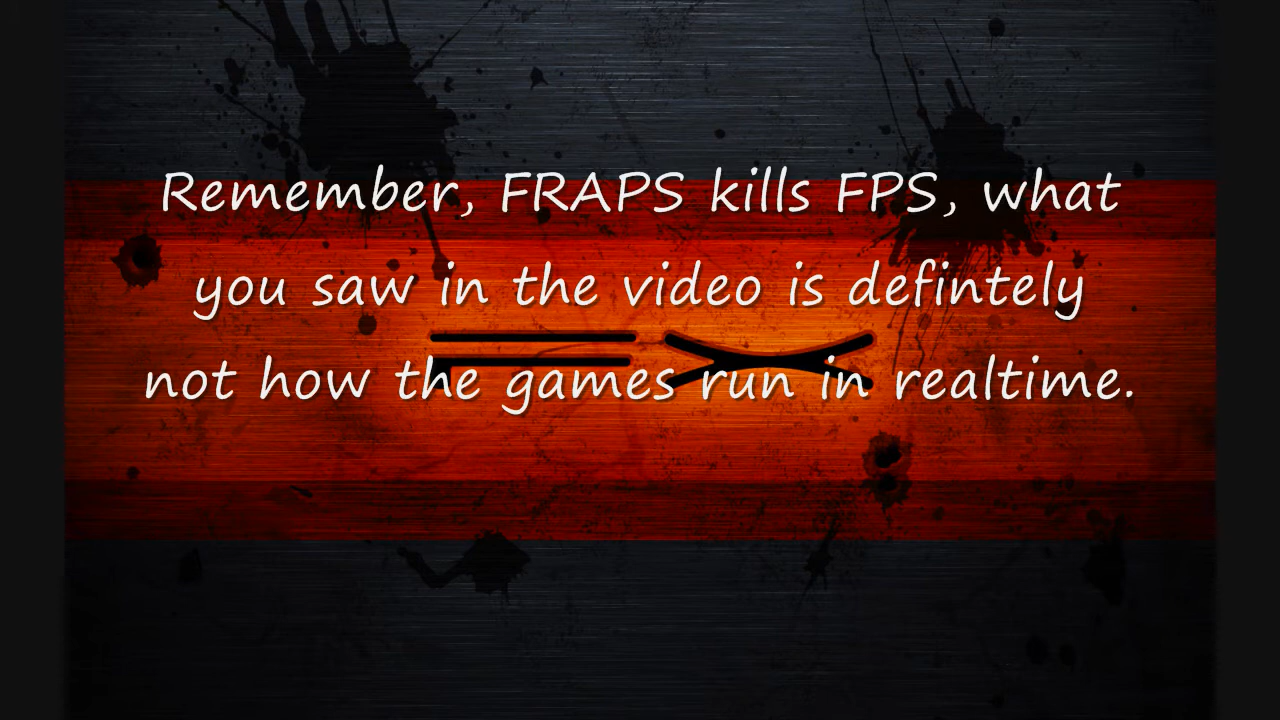 Remember, FRAPS kills FPS, what
you saw in the video is defintely
not how the games run in realtime.